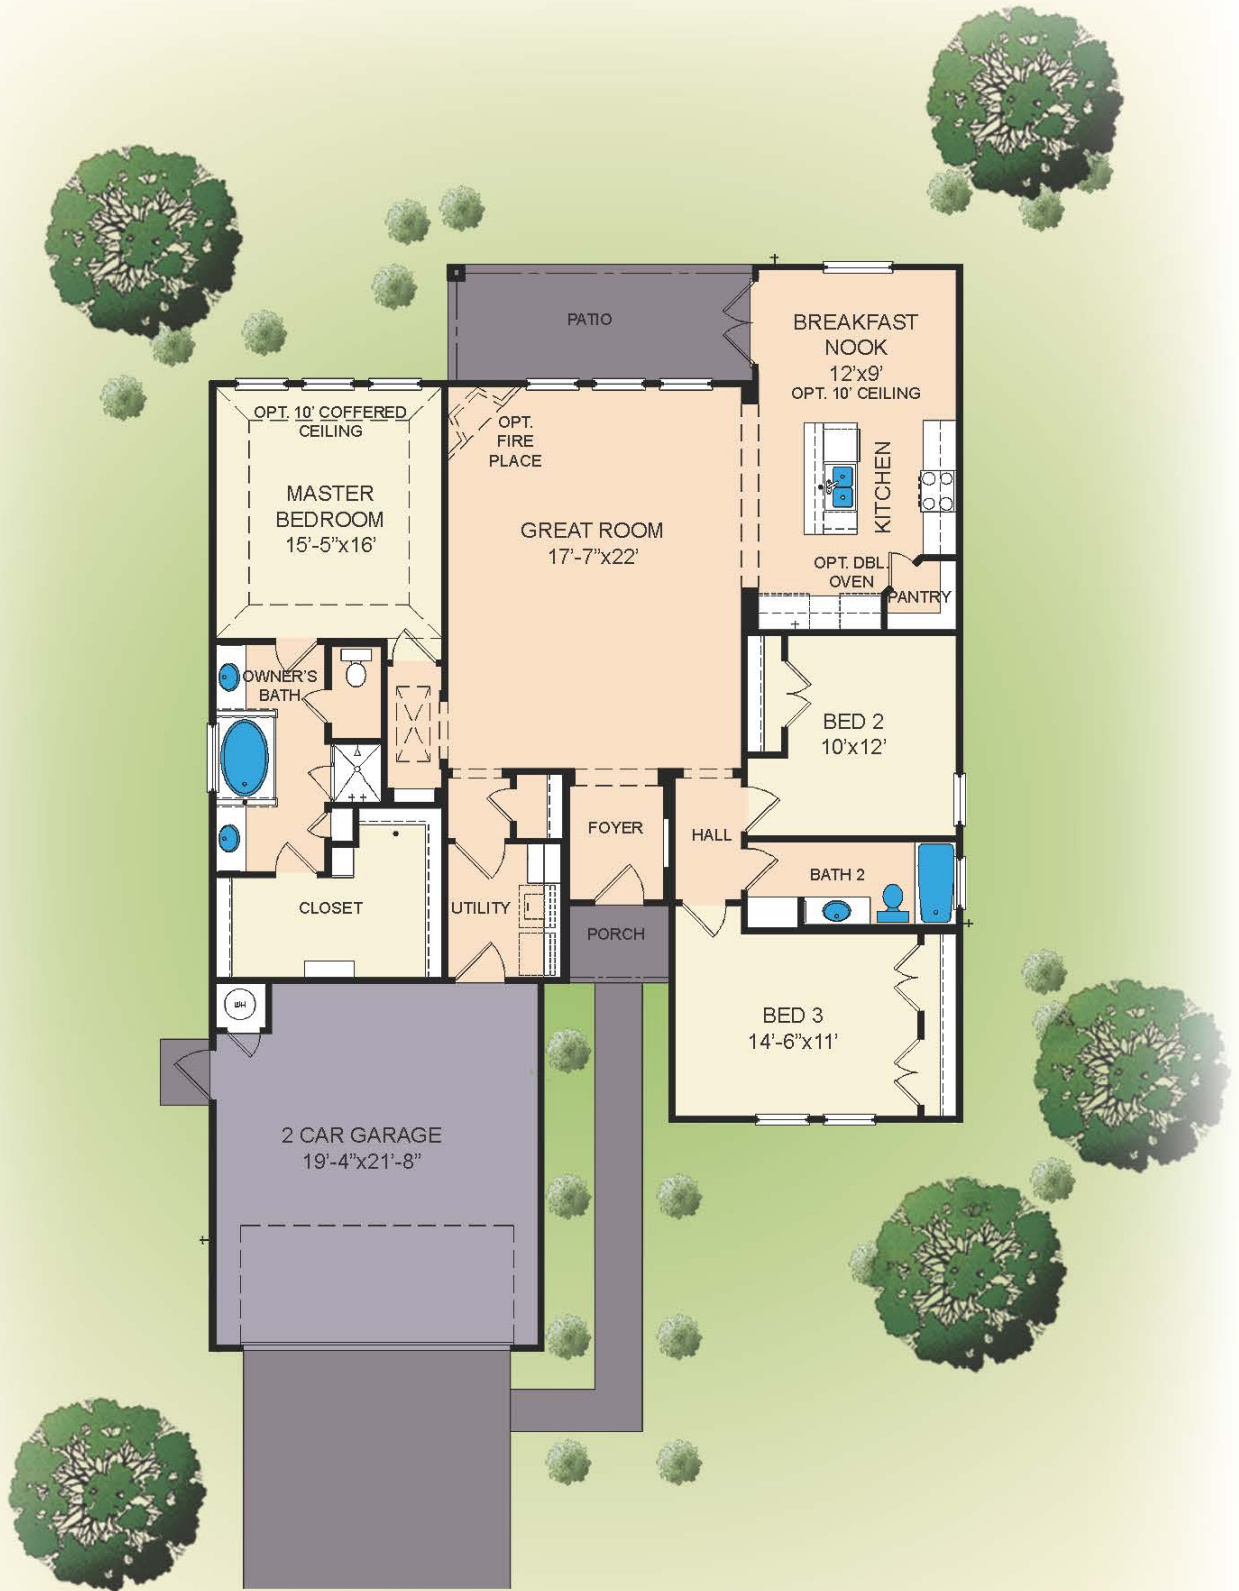 PATIO
BREAKFAST
NOOK
12'x9'
OPT. 10' CEILING
OPT. 10' COFFERED
CEILING
OPT.
FIRE
PLACE
KITCHEN
MASTER
BEDROOM
15'-5"x16'
GREAT ROOM
17'-7"x22'
OPT. DBL.
OVEN
PANTRY
OWNER'S
BATH
BED 2
10'x12'
FOYER
HALL
BATH 2
CLOSET
UTILITY
PORCH
WH
BED 3
14'-6"x11'
2 CAR GARAGE
19'-4"x21'-8"